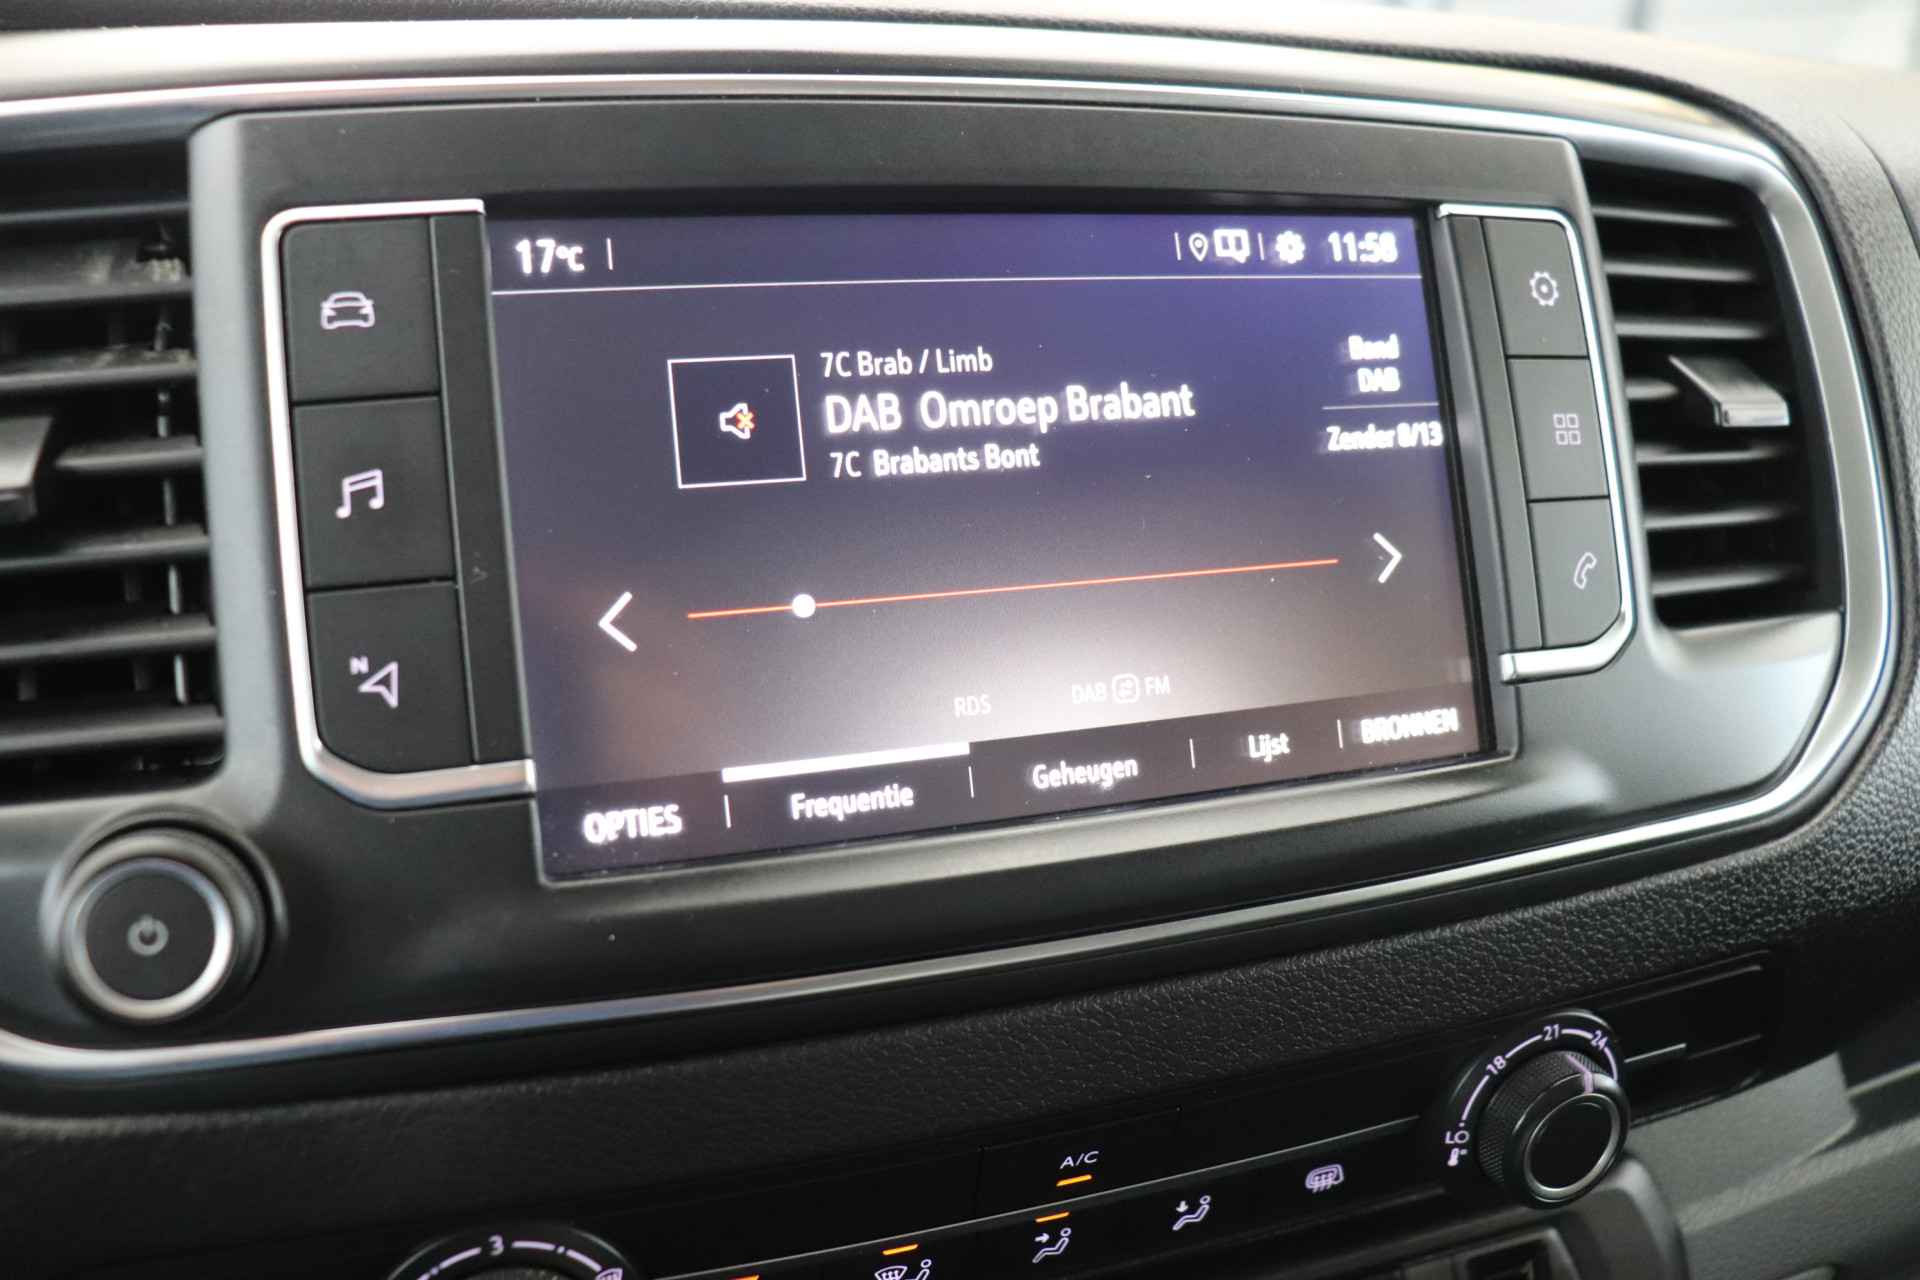 17°C
11:58
7C Brab / Limb
DAB Omroep Brabant
7C Brabants Bont
Band
DAB
Zender 8/13
N
RDS
DAB FM
OPTIES
Frequentie
Geheugen
Lijst
BRONNEN
LO 18 21 24
A/C
3